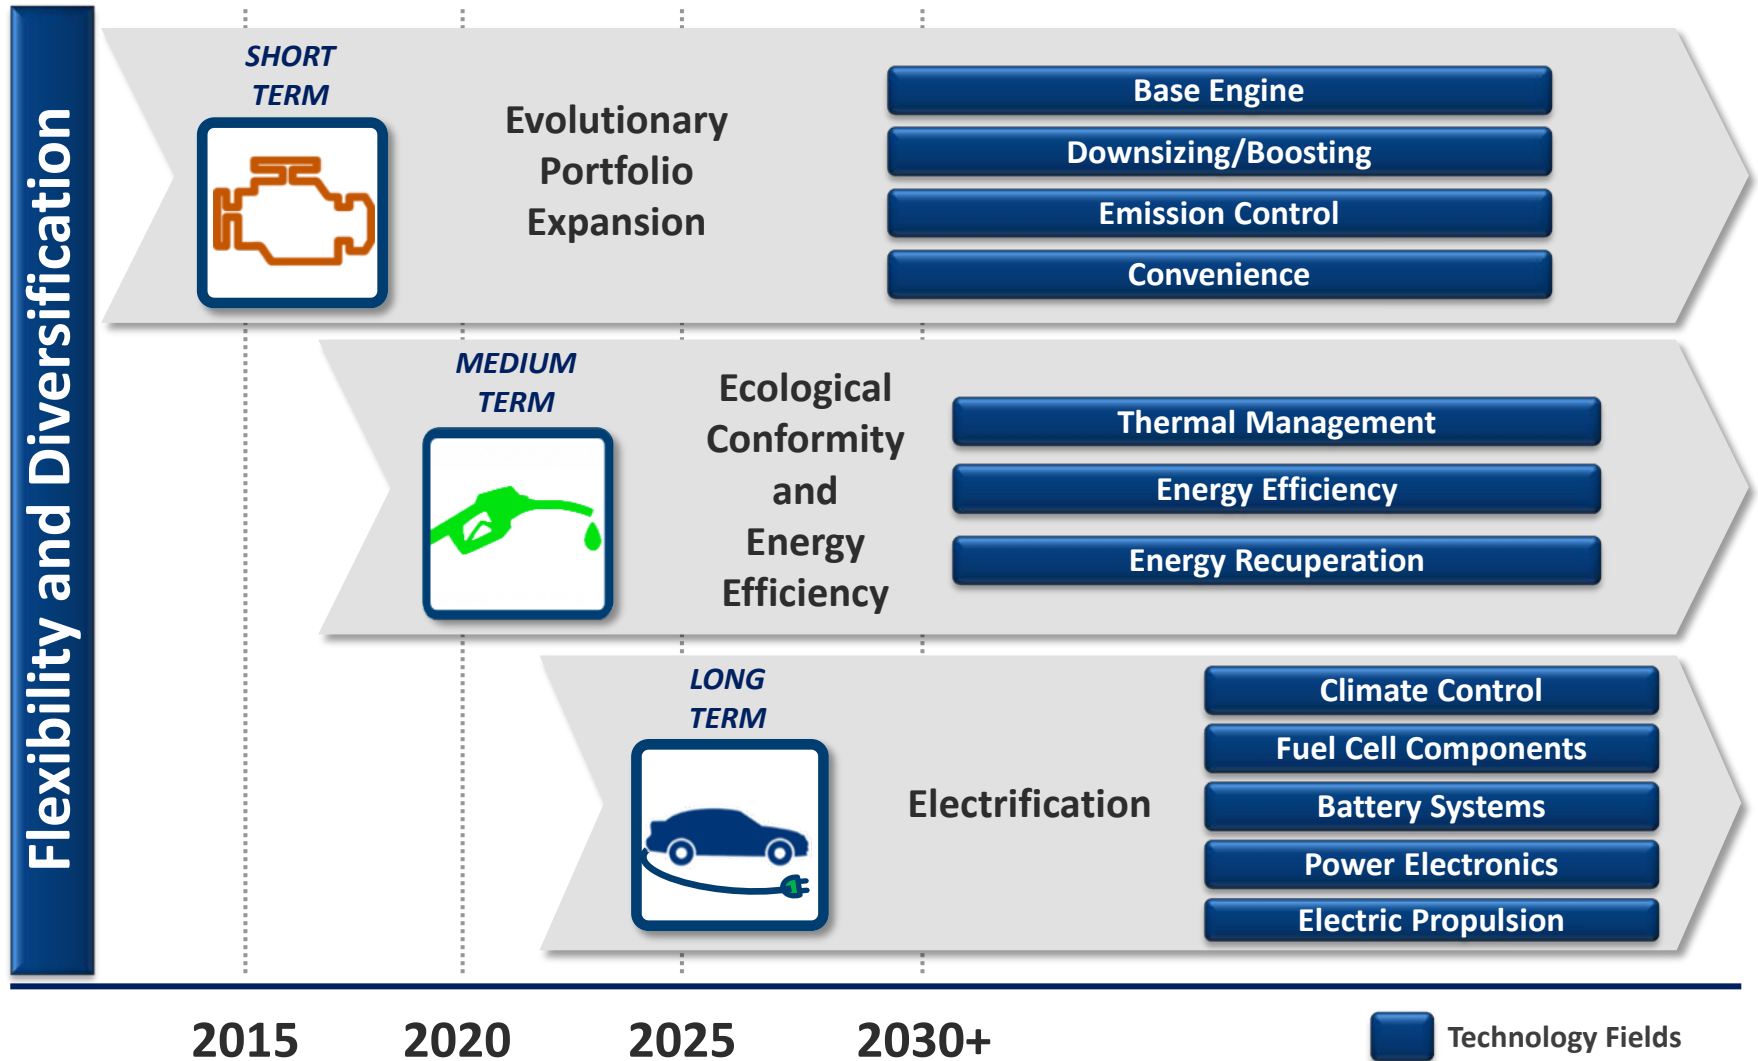 Flexibility and Diversification
SHORT
TERM
Evolutionary
Portfolio
Expansion
Base Engine
Downsizing/Boosting
Emission Control
Convenience
MEDIUM
TERM
Ecological
Conformity
and
Energy
Efficiency
Thermal Management
Energy Efficiency
Energy Recuperation
LONG
TERM
1
Electrification
Climate Control
Fuel Cell Components
Battery Systems
Power Electronics
Electric Propulsion
2015 2020 2025 2030+
Technology Fields